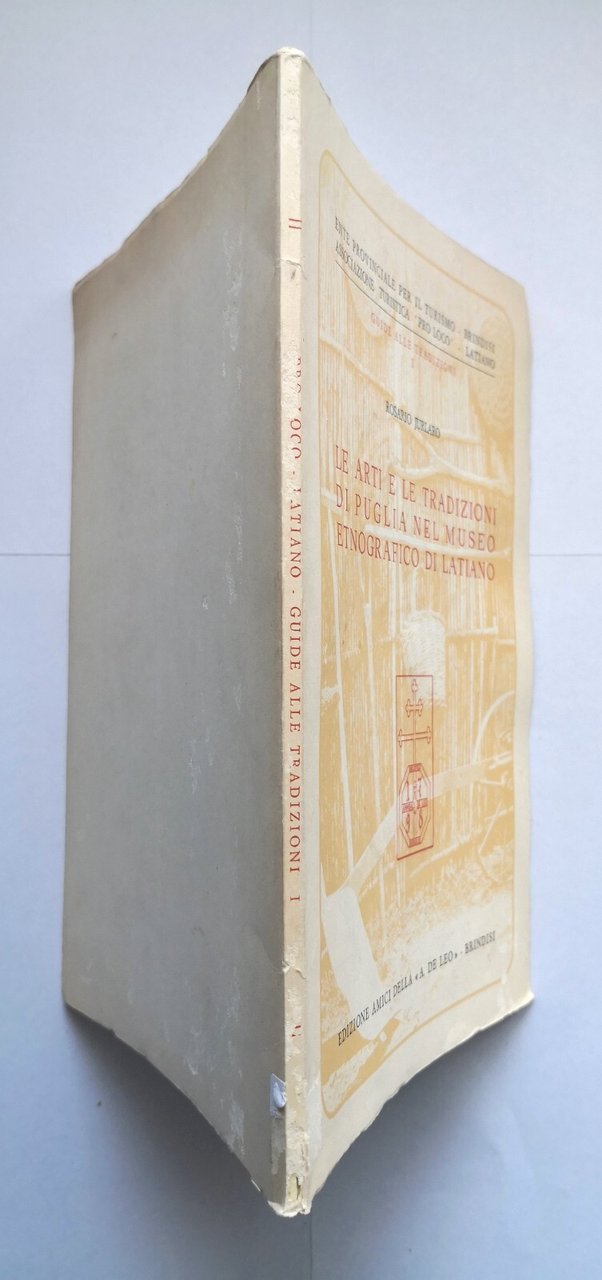 ENTE PROVINCIALE PER IL TURISMO - BRINDISI
ASSOCIAZIONE TURISTICA "PRO LOCO" - LATIANO
GUIDE ALLE TRADIZIONI
I
ROSARIO JURLARO
LE ARTI E LE TRADIZIONI
DI PUGLIA NEL MUSEO
ETNOGRAFICO DI LATIANO
EDIZIONE AMICI DELLA «A. DE LEO» - BRINDISI
LOCO - LATIANO - GUIDE ALLE TRADIZIONI I